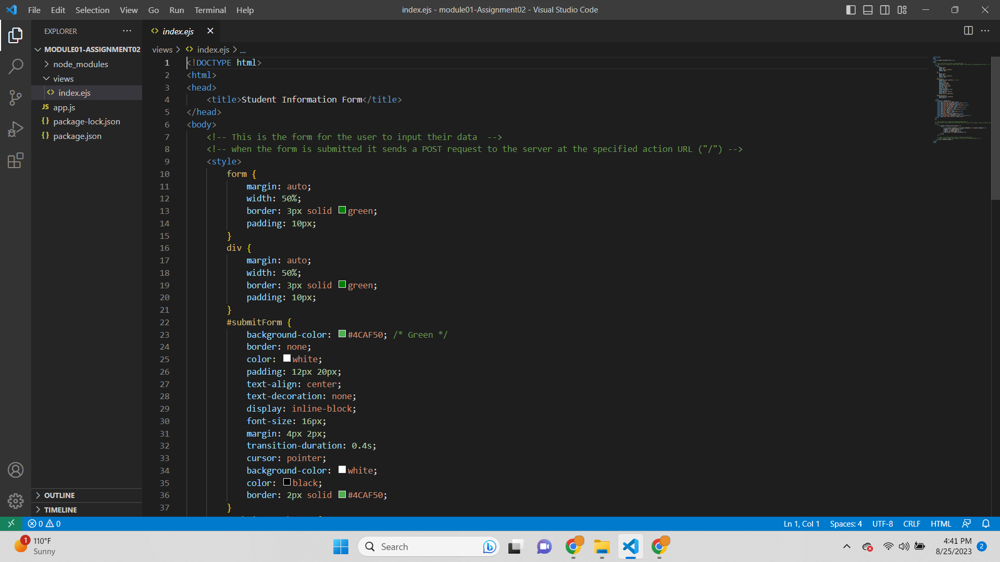 File Edit Selection View Go Run Terminal Help
index.ejs - module01-Assignment02 - Visual Studio Code
EXPLORER
MODULE01-ASSIGNMENT02
node_modules
views
index.ejs
JS app.js
{} package-lock.json
{} package.json
OUTLINE
TIMELINE
index.ejs
views > index.ejs > ...
1 <!DOCTYPE html>
2 <html>
3 <head>
4     <title>Student Information Form</title>
5 </head>
6 <body>
7     <!-- This is the form for the user to input their data  -->
8     <!-- when the form is submitted it sends a POST request to the server at the specified action URL ("/") -->
9     <style>
10         form {
11             margin: auto;
12             width: 50%;
13             border: 3px solid green;
14             padding: 10px;
15         }
16         div {
17             margin: auto;
18             width: 50%;
19             border: 3px solid green;
20             padding: 10px;
21         }
22         #submitForm {
23             background-color: #4CAF50; /* Green */
24             border: none;
25             color: white;
26             padding: 12px 20px;
27             text-align: center;
28             text-decoration: none;
29             display: inline-block;
30             font-size: 16px;
31             margin: 4px 2px;
32             transition-duration: 0.4s;
33             cursor: pointer;
34             background-color: white;
35             color: black;
36             border: 2px solid #4CAF50;
37         }
0 0
Ln 1, Col 1 Spaces: 4 UTF-8 CRLF HTML
1 110°F
Sunny
Search
4:41 PM
8/25/2023
2